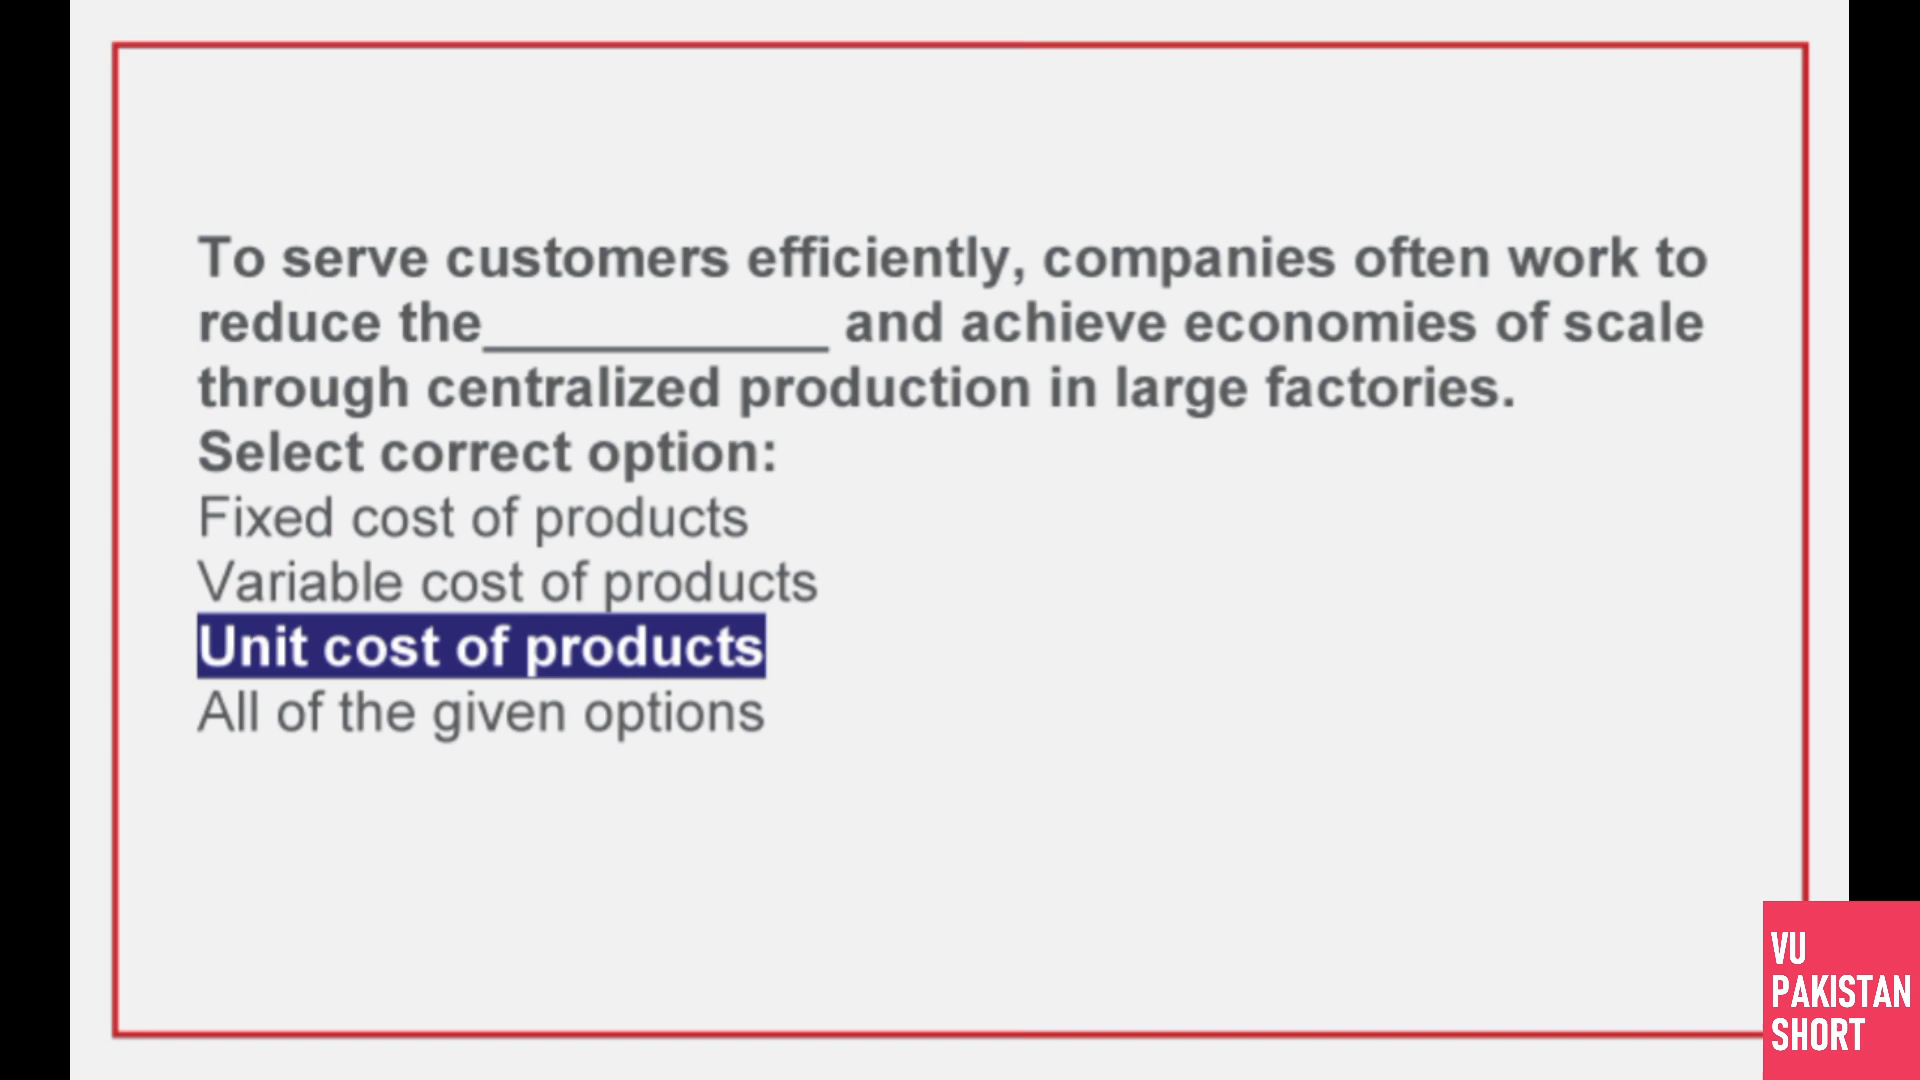 To serve customers efficiently, companies often work to
reduce the____________ and achieve economies of scale
through centralized production in large factories.
Select correct option:
Fixed cost of products
Variable cost of products
Unit cost of products
All of the given options
VU
PAKISTAN
SHORT